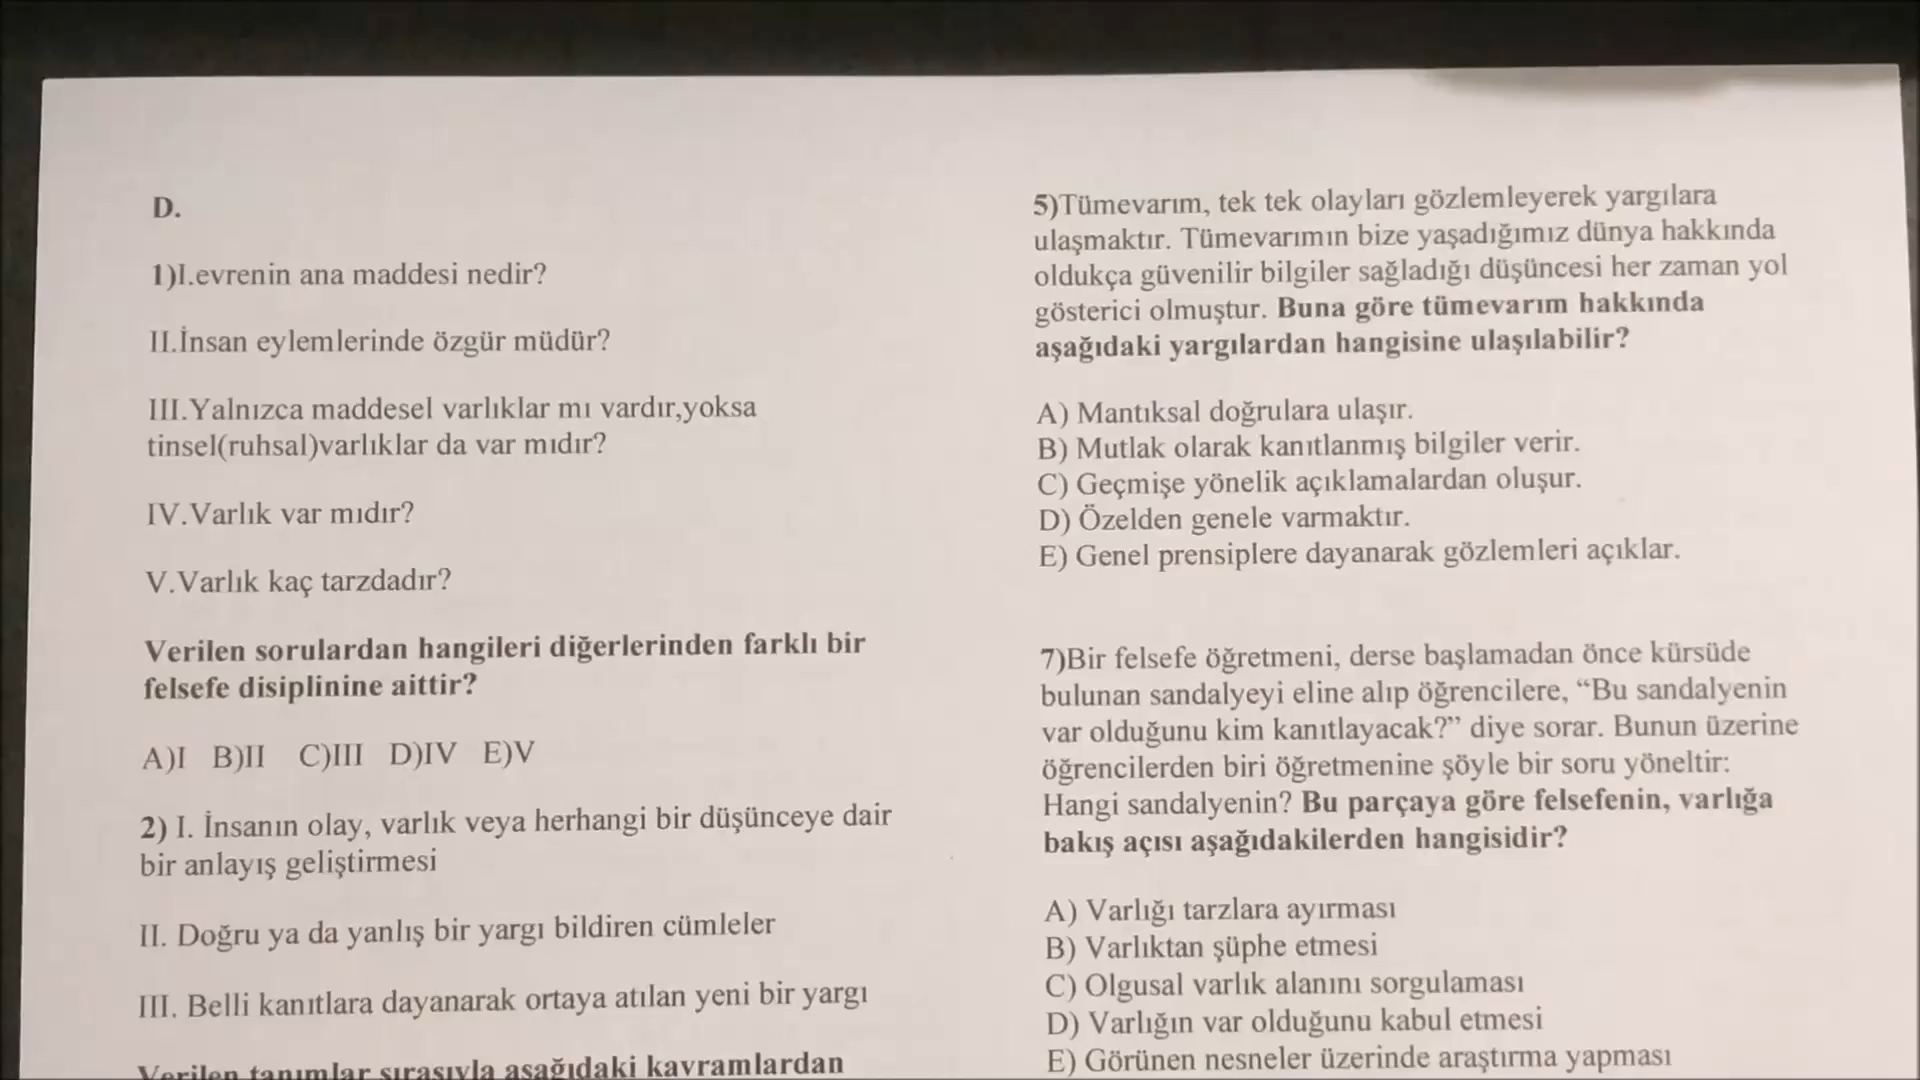 D.
1)I.evrenin ana maddesi nedir?
II.İnsan eylemlerinde özgür müdür?
III.Yalnızca maddesel varlıklar mı vardır,yoksa
tinsel(ruhsal)varlıklar da var mıdır?
IV.Varlık var mıdır?
V.Varlık kaç tarzdadır?
Verilen sorulardan hangileri diğerlerinden farklı bir
felsefe disiplinine aittir?
A)I B)II C)III D)IV E)V
2) I. İnsanın olay, varlık veya herhangi bir düşünceye dair
bir anlayış geliştirmesi
II. Doğru ya da yanlış bir yargı bildiren cümleler
III. Belli kanıtlara dayanarak ortaya atılan yeni bir yargı
Verilen tanımlar sırasıyla aşağıdaki kavramlardan
5)Tümevarım, tek tek olayları gözlemleyerek yargılara
ulaşmaktır. Tümevarımın bize yaşadığımız dünya hakkında
oldukça güvenilir bilgiler sağladığı düşüncesi her zaman yol
gösterici olmuştur. Buna göre tümevarım hakkında
aşağıdaki yargılardan hangisine ulaşılabilir?
A) Mantıksal doğrulara ulaşır.
B) Mutlak olarak kanıtlanmış bilgiler verir.
C) Geçmişe yönelik açıklamalardan oluşur.
D) Özelden genele varmaktır.
E) Genel prensiplere dayanarak gözlemleri açıklar.
7)Bir felsefe öğretmeni, derse başlamadan önce kürsüde
bulunan sandalyeyi eline alıp öğrencilere, “Bu sandalyenin
var olduğunu kim kanıtlayacak?” diye sorar. Bunun üzerine
öğrencilerden biri öğretmenine şöyle bir soru yöneltir:
Hangi sandalyenin? Bu parçaya göre felsefenin, varlığa
bakış açısı aşağıdakilerden hangisidir?
A) Varlığı tarzlara ayırması
B) Varlıktan şüphe etmesi
C) Olgusal varlık alanını sorgulaması
D) Varlığın var olduğunu kabul etmesi
E) Görünen nesneler üzerinde araştırma yapması